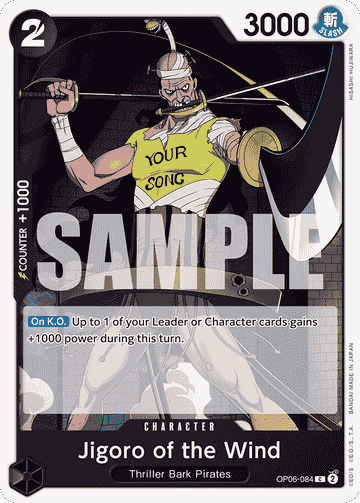 2
3000
斬
SLASH
HISASHI HUJIWARA
YOUR
SONG
COUNTER +1000
SAMPLE
On K.O. Up to 1 of your Leader or Character cards gains
+1000 power during this turn.
CHARACTER
Jigoro of the Wind
Thriller Bark Pirates
OP06-084 C 2
©E.O/S. ©E.O./S., T.A. BANDAI MADE IN JAPAN